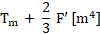 Tₘ + 2/3 F′ [m⁴]